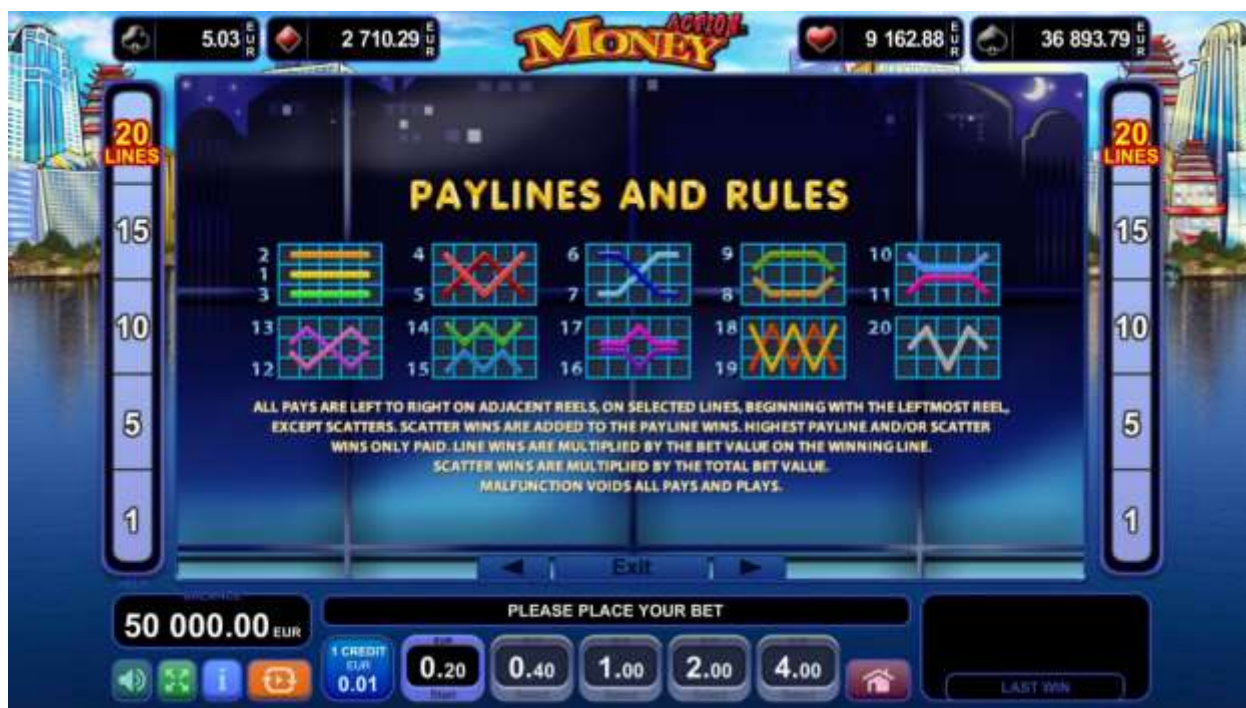 5.03 EUR
2 710.29 EUR
ACTION
MONEY
9 162.88 EUR
36 893.79 EUR
20
LINES
15
10
5
1
20
LINES
15
10
5
1
PAYLINES AND RULES
2
1
3
4
5
6
7
9
8
10
11
13
12
14
15
17
16
18
19
20
ALL PAYS ARE LEFT TO RIGHT ON ADJACENT REELS, ON SELECTED LINES, BEGINNING WITH THE LEFTMOST REEL,
EXCEPT SCATTERS. SCATTER WINS ARE ADDED TO THE PAYLINE WINS. HIGHEST PAYLINE AND/OR SCATTER
WINS ONLY PAID. LINE WINS ARE MULTIPLIED BY THE BET VALUE ON THE WINNING LINE.
SCATTER WINS ARE MULTIPLIED BY THE TOTAL BET VALUE.
MALFUNCTION VOIDS ALL PAYS AND PLAYS.
Exit
BALANCE
50 000.00 EUR
PLEASE PLACE YOUR BET
1 CREDIT
EUR
0.01
EUR
0.20
Start
0.40
1.00
2.00
4.00
LAST WIN